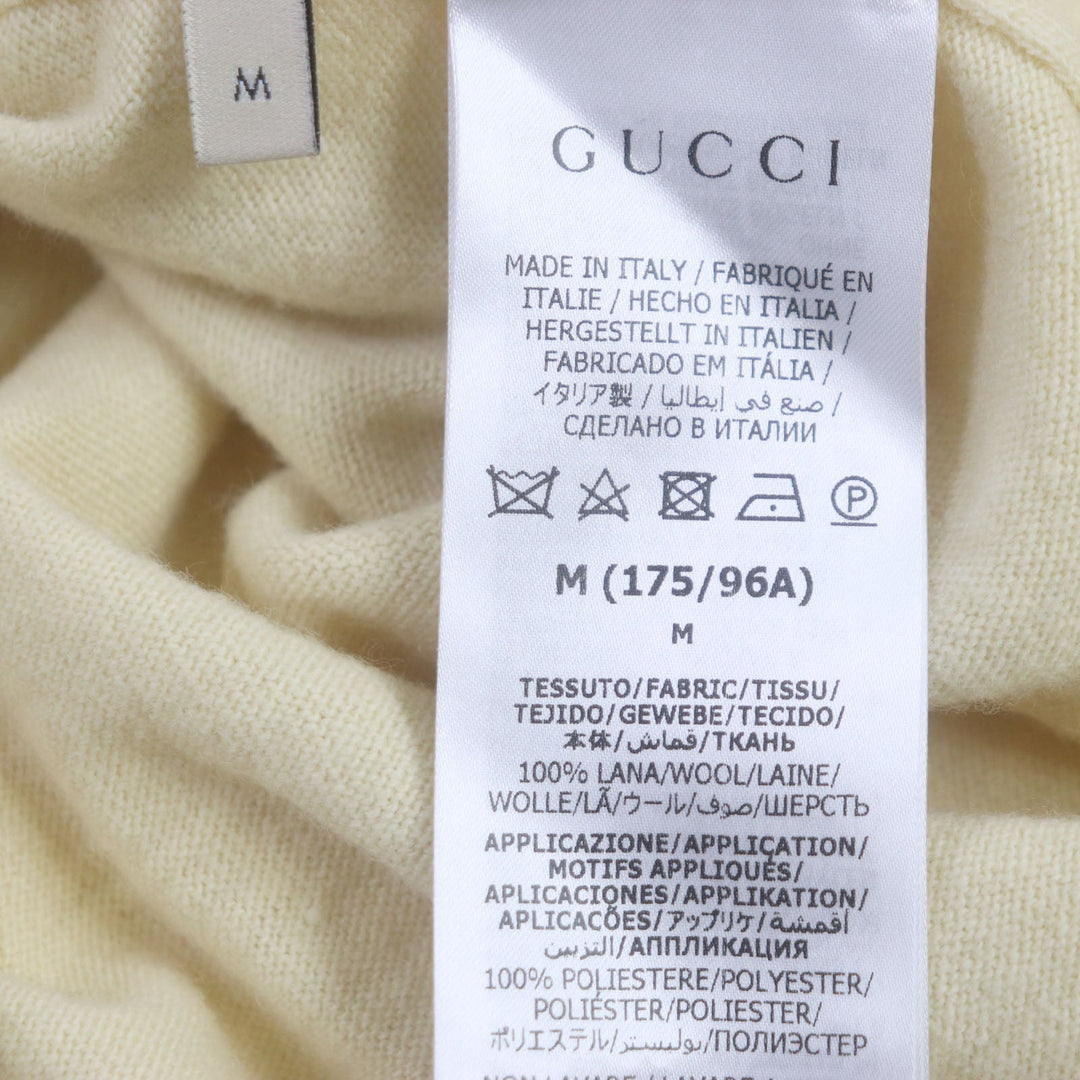 M
GUCCI
MADE IN ITALY / FABRIQUÉ EN
ITALIE / HECHO EN ITALIA /
HERGESTELLT IN ITALIEN /
FABRICADO EM ITÁLIA /
イタリア製 / صنع في إيطاليا /
СДЕЛАНО В ИТАЛИИ
P
M (175/96A)
M
TESSUTO/FABRIC/TISSU/
TEJIDO/GEWEBE/TECIDO/
本体/قماش/ТКАНЬ
100% LANA/WOOL/LAINE/
WOLLE/LÃ/ウール/صوف/ШЕРСТЬ
APPLICAZIONE/APPLICATION/
MOTIFS APPLIQUÉS/
APLICACIONES/APPLIKATION/
APLICAÇÕES/アップリケ/أقمشة
التزيين/АППЛИКАЦИЯ
100% POLIESTERE/POLYESTER/
POLIÉSTER/POLIESTER/
ポリエステル/بوليستر/ПОЛИЭСТЕР